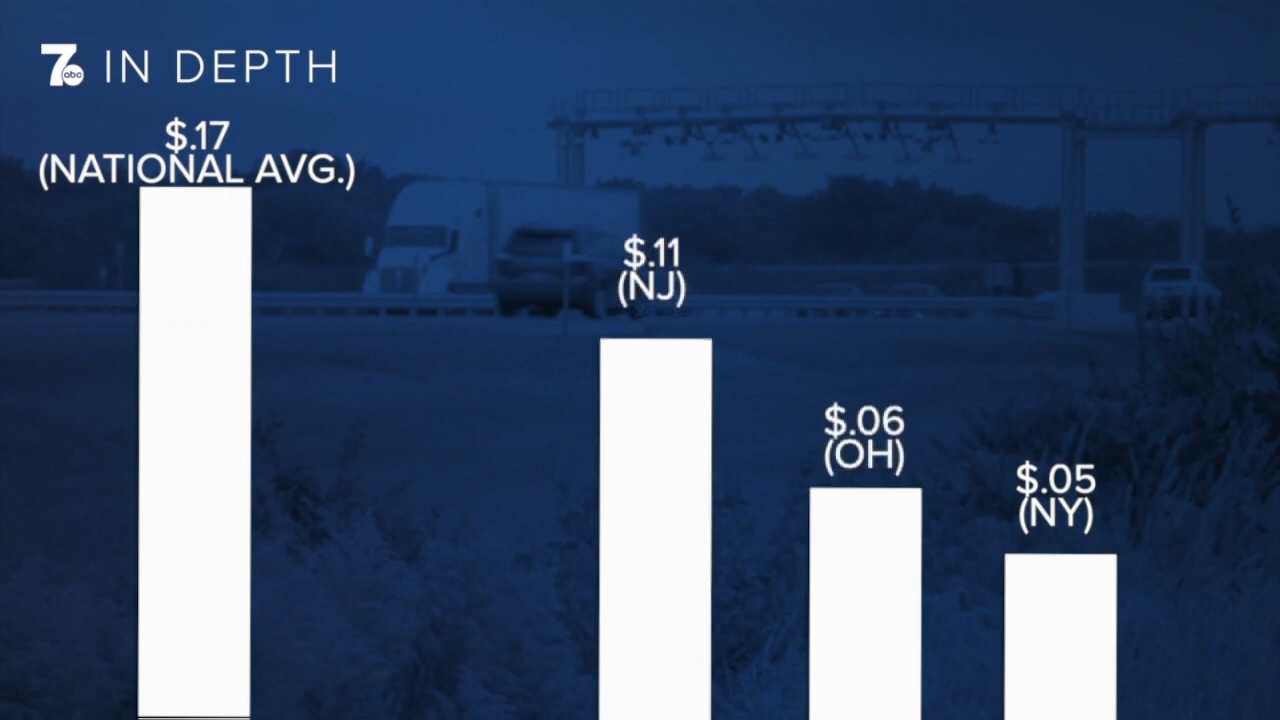 7 abc IN DEPTH
$.17
(NATIONAL AVG.)
$.11
(NJ)
$.06
(OH)
$.05
(NY)